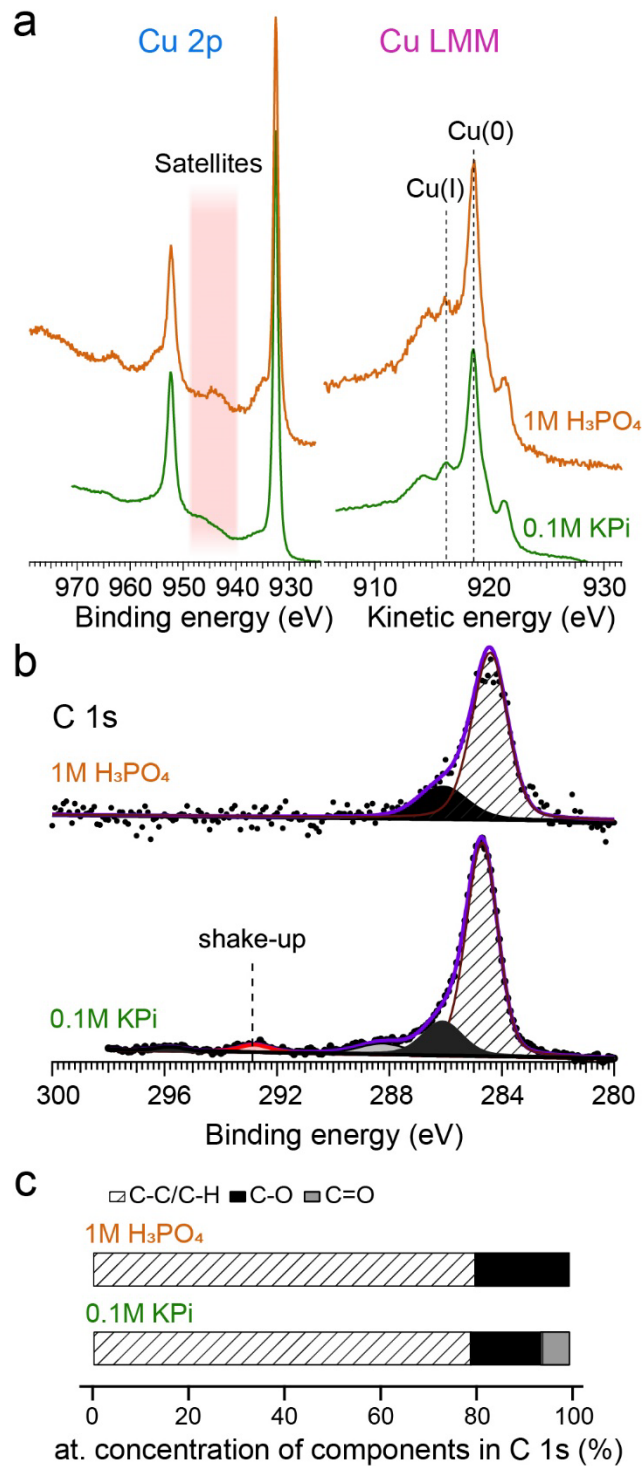 a
Cu 2p
Cu LMM
Satellites
Cu(I)
Cu(0)
1M H₃PO₄
0.1M KPi
970 960 950 940 930
910 920 930
Binding energy (eV)
Kinetic energy (eV)
b
C 1s
1M H₃PO₄
shake-up
0.1M KPi
300 296 292 288 284 280
Binding energy (eV)
c
C-C/C-H C-O C=O
1M H₃PO₄
0.1M KPi
0 20 40 60 80 100
at. concentration of components in C 1s (%)